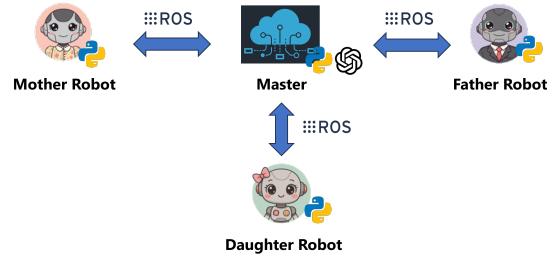 ROS
ROS
Mother Robot
Master
Father Robot
ROS
Daughter Robot